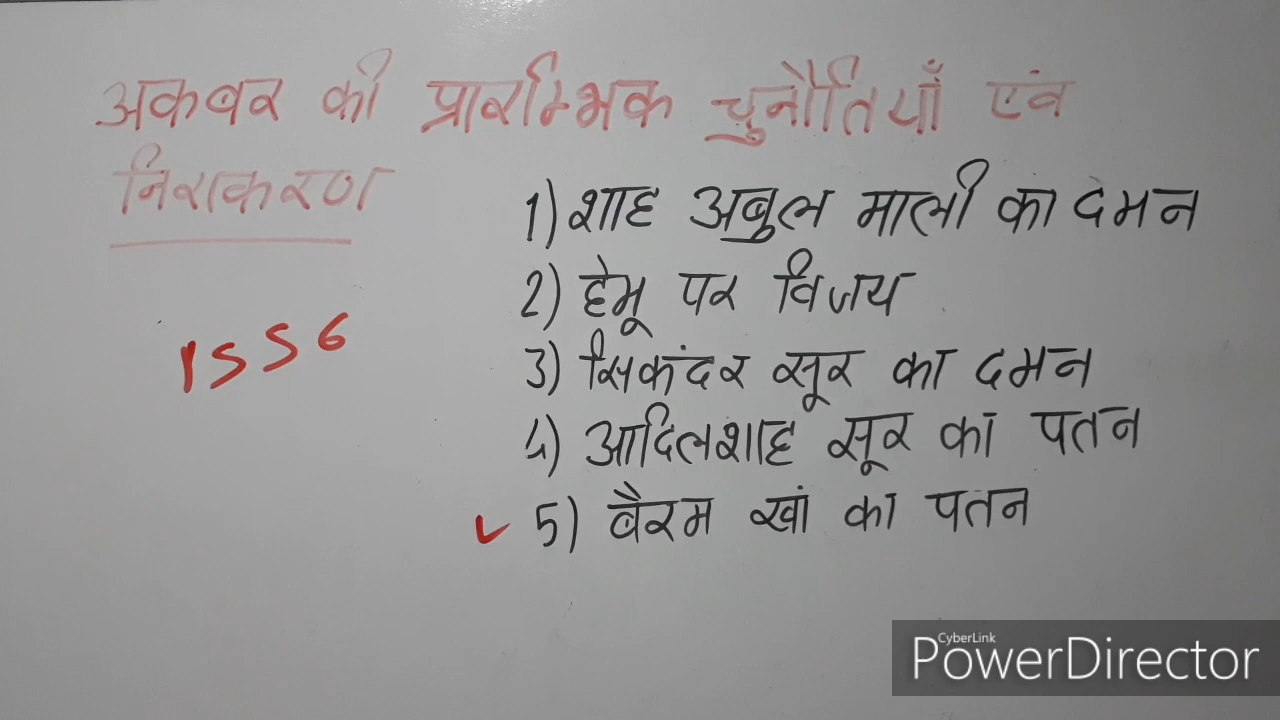 अकबर की प्रारम्भिक चुनौतियाँ एंव
निराकरण
1) शाह अबुल माली का दमन
2) हेमू पर विजय
1556
3) सिकंदर सूर का दमन
4) आदिलशाह सूर का पतन
5) बैरम खां का पतन
CyberLink
PowerDirector